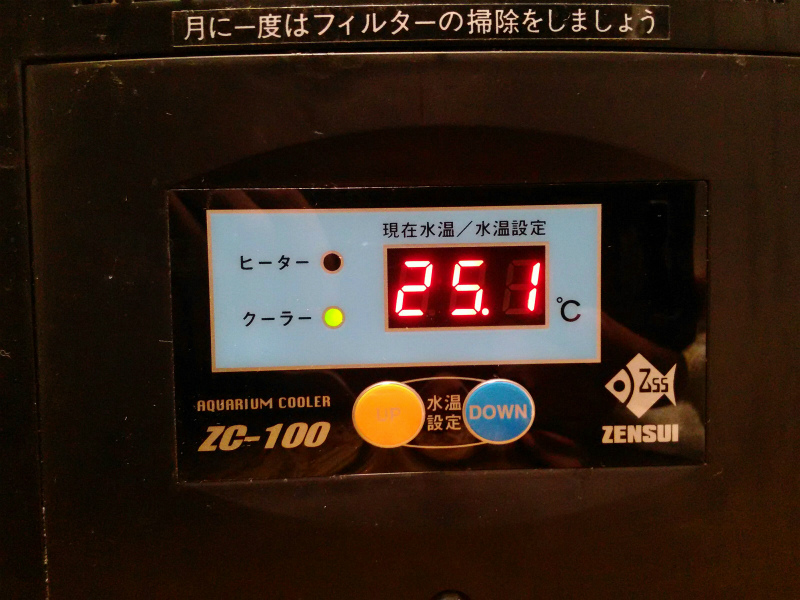 月に一度はフィルターの掃除をしましょう
現在水温／水温設定
ヒーター
25.1 ℃
クーラー
AQUARIUM COOLER
ZC-100
UP
水温
設定
DOWN
ZSS
ZENSUI